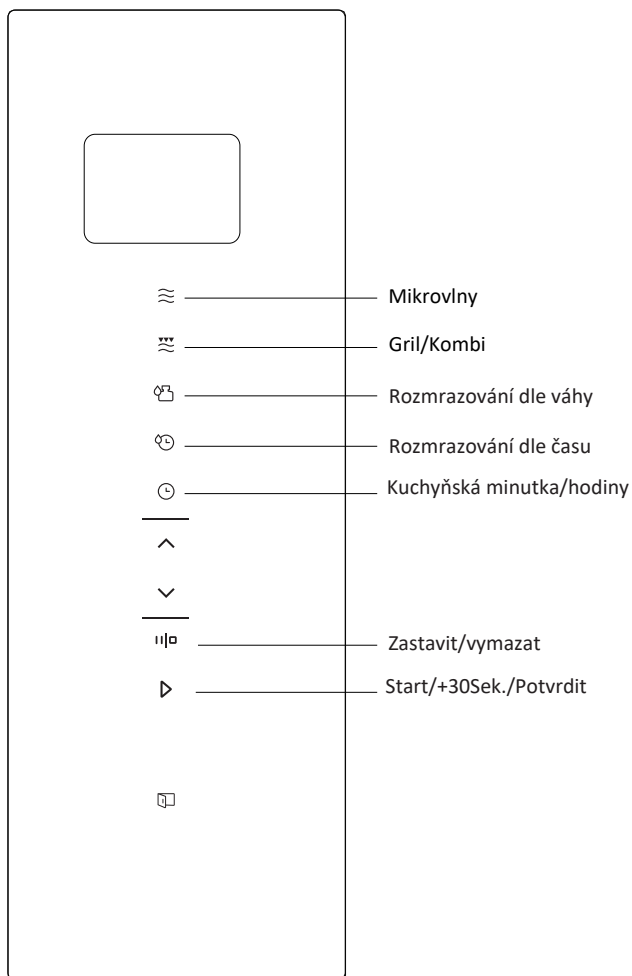 Mikrovlny
Gril/Kombi
Rozmrazování dle váhy
Rozmrazování dle času
Kuchyňská minutka/hodiny
Zastavit/vymazat
Start/+30Sek./Potvrdit